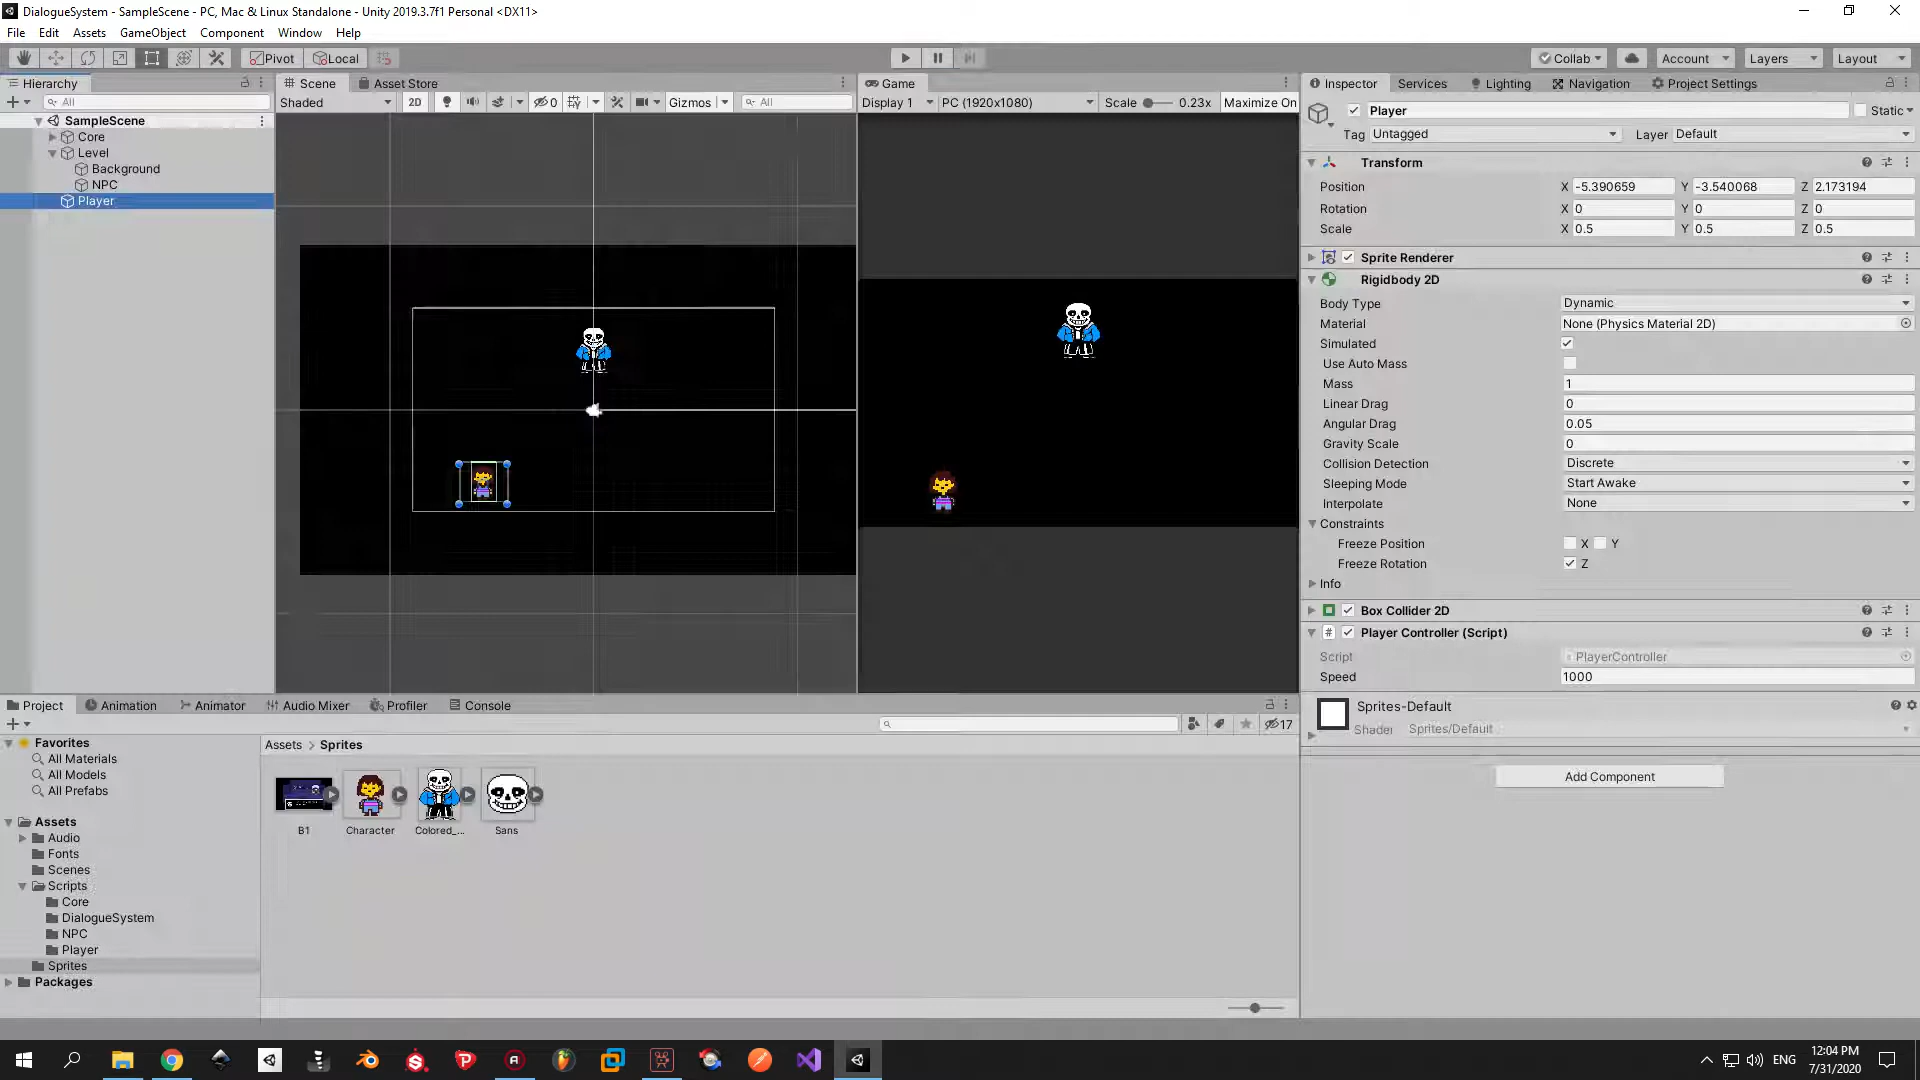 DialogueSystem - SampleScene - PC, Mac & Linux Standalone - Unity 2019.3.7f1 Personal <DX11>
File Edit Assets GameObject Component Window Help
Pivot Local Collab Account Layers Layout
Hierarchy
All
SampleScene
Core
Level
Background
NPC
Player
Scene Asset Store
Shaded 2D 0 Gizmos All
Game
Display 1 PC (1920x1080) Scale 0.23x Maximize On
Inspector Services Lighting Navigation Project Settings
Player Static
Tag Untagged Layer Default
Transform
Position X -5.390659 Y -3.540068 Z 2.173194
Rotation X 0 Y 0 Z 0
Scale X 0.5 Y 0.5 Z 0.5
Sprite Renderer
Rigidbody 2D
Body Type Dynamic
Material None (Physics Material 2D)
Simulated
Use Auto Mass
Mass 1
Linear Drag 0
Angular Drag 0.05
Gravity Scale 0
Collision Detection Discrete
Sleeping Mode Start Awake
Interpolate None
Constraints
Freeze Position X Y
Freeze Rotation Z
Info
Box Collider 2D
# Player Controller (Script)
Script PlayerController
Speed 1000
Sprites-Default
Shader Sprites/Default
Add Component
Project Animation Animator Audio Mixer Profiler Console
17
Favorites
All Materials
All Models
All Prefabs
Assets
Audio
Fonts
Scenes
Scripts
Core
DialogueSystem
NPC
Player
Sprites
Packages
Assets > Sprites
B1 Character Colored_... Sans
ENG
12:04 PM
7/31/2020